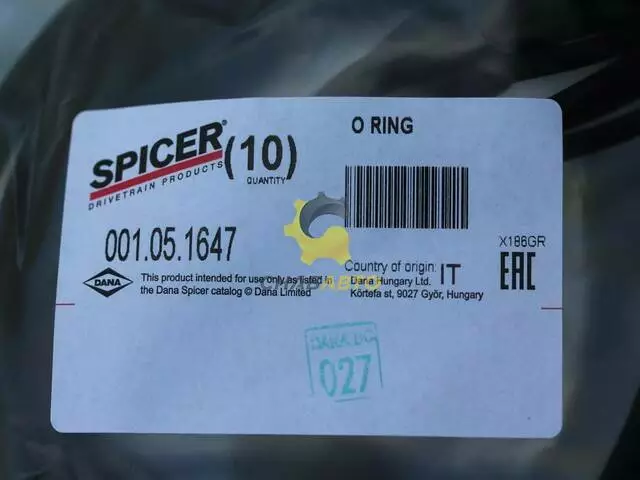 O RING
SPICER®
DRIVETRAIN PRODUCTS
(10)
QUANTITY
001.05.1647
X186GR
Country of origin: IT
EAC
DANA
This product intended for use only as listed in
the Dana Spicer catalog © Dana Limited
Dana Hungary Ltd.
Körtefa st, 9027 Győr, Hungary
027